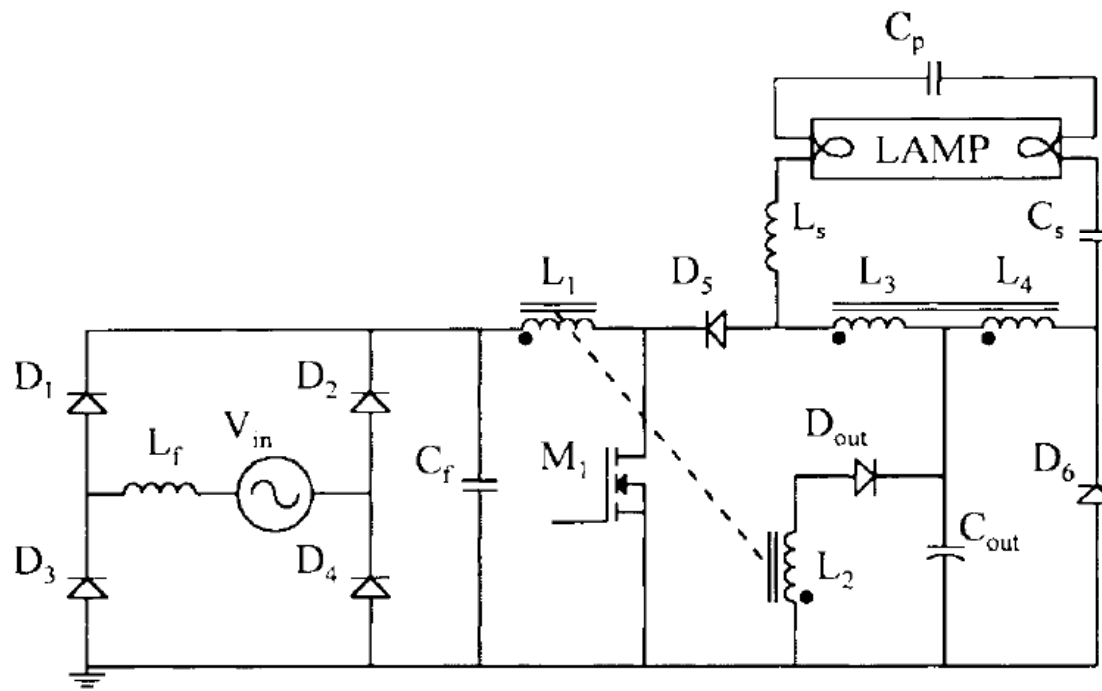 C_p
LAMP
L_s
C_s
L_1
D_5
L_3
L_4
D_1
D_2
L_f
V_in
C_f
M_1
D_out
D_6
D_3
D_4
L_2
C_out